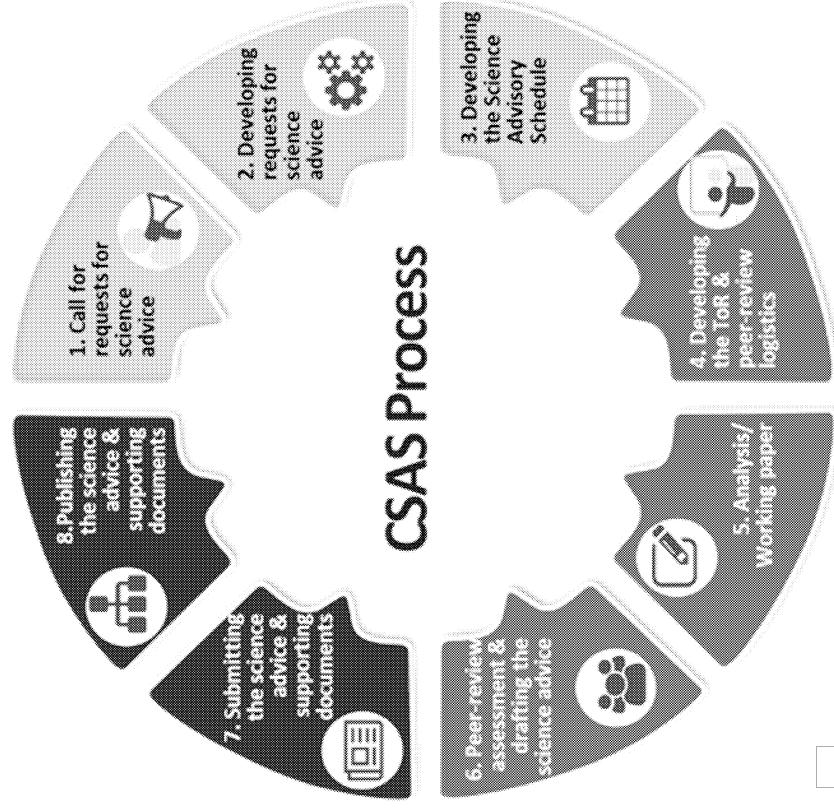 CSAS Process
1. Call for
requests for
science
advice
2. Developing
requests for
science
advice
3. Developing
the Science
Advisory
Schedule
4. Developing
the ToR &
peer-review
logistics
5. Analysis/
Working paper
6. Peer-review
assessment &
drafting the
science advice
7. Submitting
the science
advice &
supporting
documents
8.Publishing
the science
advice &
supporting
documents